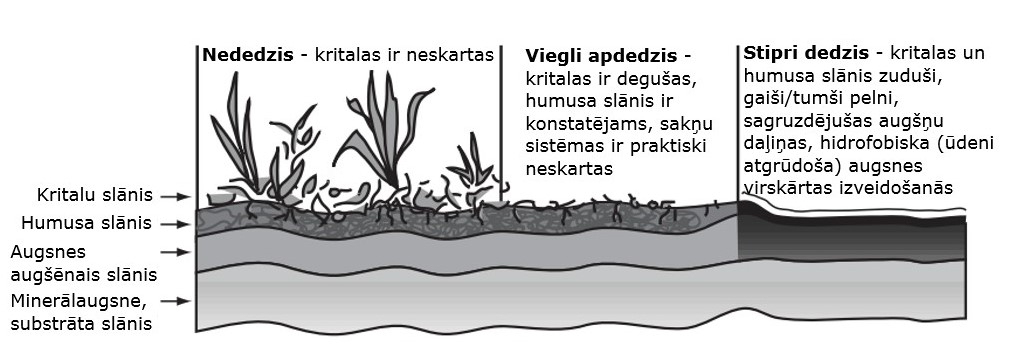 Nededzis - kritalas ir neskartas
Viegli apdedzis -
kritalas ir degušas,
humusa slānis ir
konstatējams, sakņu
sistēmas ir praktiski
neskartas
Stipri dedzis - kritalas un
humusa slānis zuduši,
gaiši/tumši pelni,
sagruzdējušas augšņu
daļiņas, hidrofobiska (ūdeni
atgrūdoša) augsnes
virskārtas izveidošanās
Kritalu slānis
Humusa slānis
Augsnes
augšēnais slānis
Minerālaugsne,
substrāta slānis